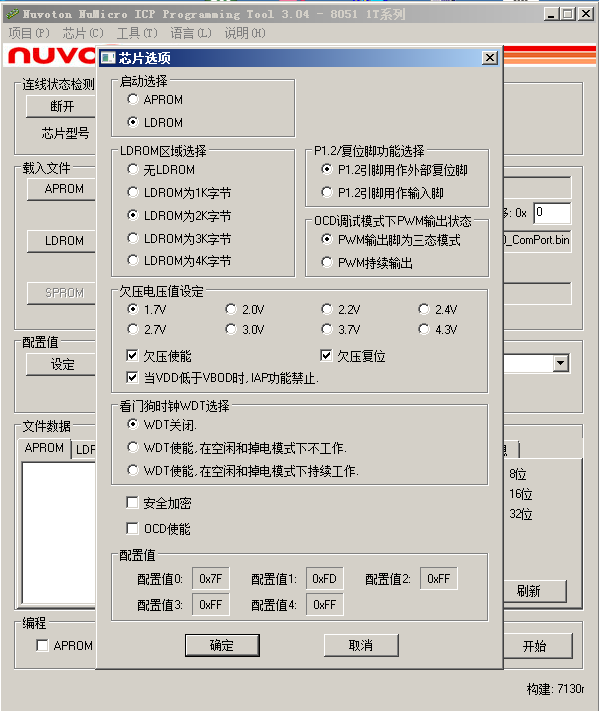 Nuvoton NuMicro ICP Programming Tool 3.04 - 8051 1T系列
项目(P) 芯片(C) 工具(T) 语言(L) 说明(H)
nuvo
芯片选项
连线状态检测
断开
芯片型号
载入文件
APROM
LDROM
SPROM
0x
0
0_ComPort.bin
配置值
设定
文件数据
APROM
LDR
8位
16位
32位
刷新
编程
APROM
开始
构建: 7130r
启动选择
APROM
LDROM
LDROM区域选择
无LDROM
LDROM为1K字节
LDROM为2K字节
LDROM为3K字节
LDROM为4K字节
P1.2/复位脚功能选择
P1.2引脚用作外部复位脚
P1.2引脚用作输入脚
OCD调试模式下PWM输出状态
PWM输出脚为三态模式
PWM持续输出
欠压电压值设定
1.7V 2.0V 2.2V 2.4V
2.7V 3.0V 3.7V 4.3V
欠压使能 欠压复位
当VDD低于VBOD时, IAP功能禁止.
看门狗时钟WDT选择
WDT关闭.
WDT使能, 在空闲和掉电模式下不工作.
WDT使能, 在空闲和掉电模式下持续工作.
安全加密
OCD使能
配置值
配置值0: 0x7F 配置值1: 0xFD 配置值2: 0xFF
配置值3: 0xFF 配置值4: 0xFF
确定 取消